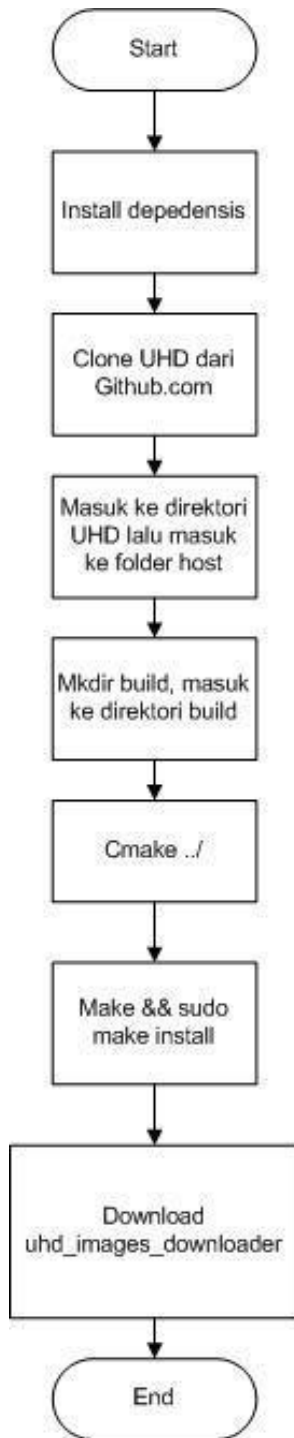 Start
Install depedensis
Clone UHD dari
Github.com
Masuk ke direktori
UHD lalu masuk
ke folder host
Mkdir build, masuk
ke direktori build
Cmake ../
Make && sudo
make install
Download
uhd_images_downloader
End